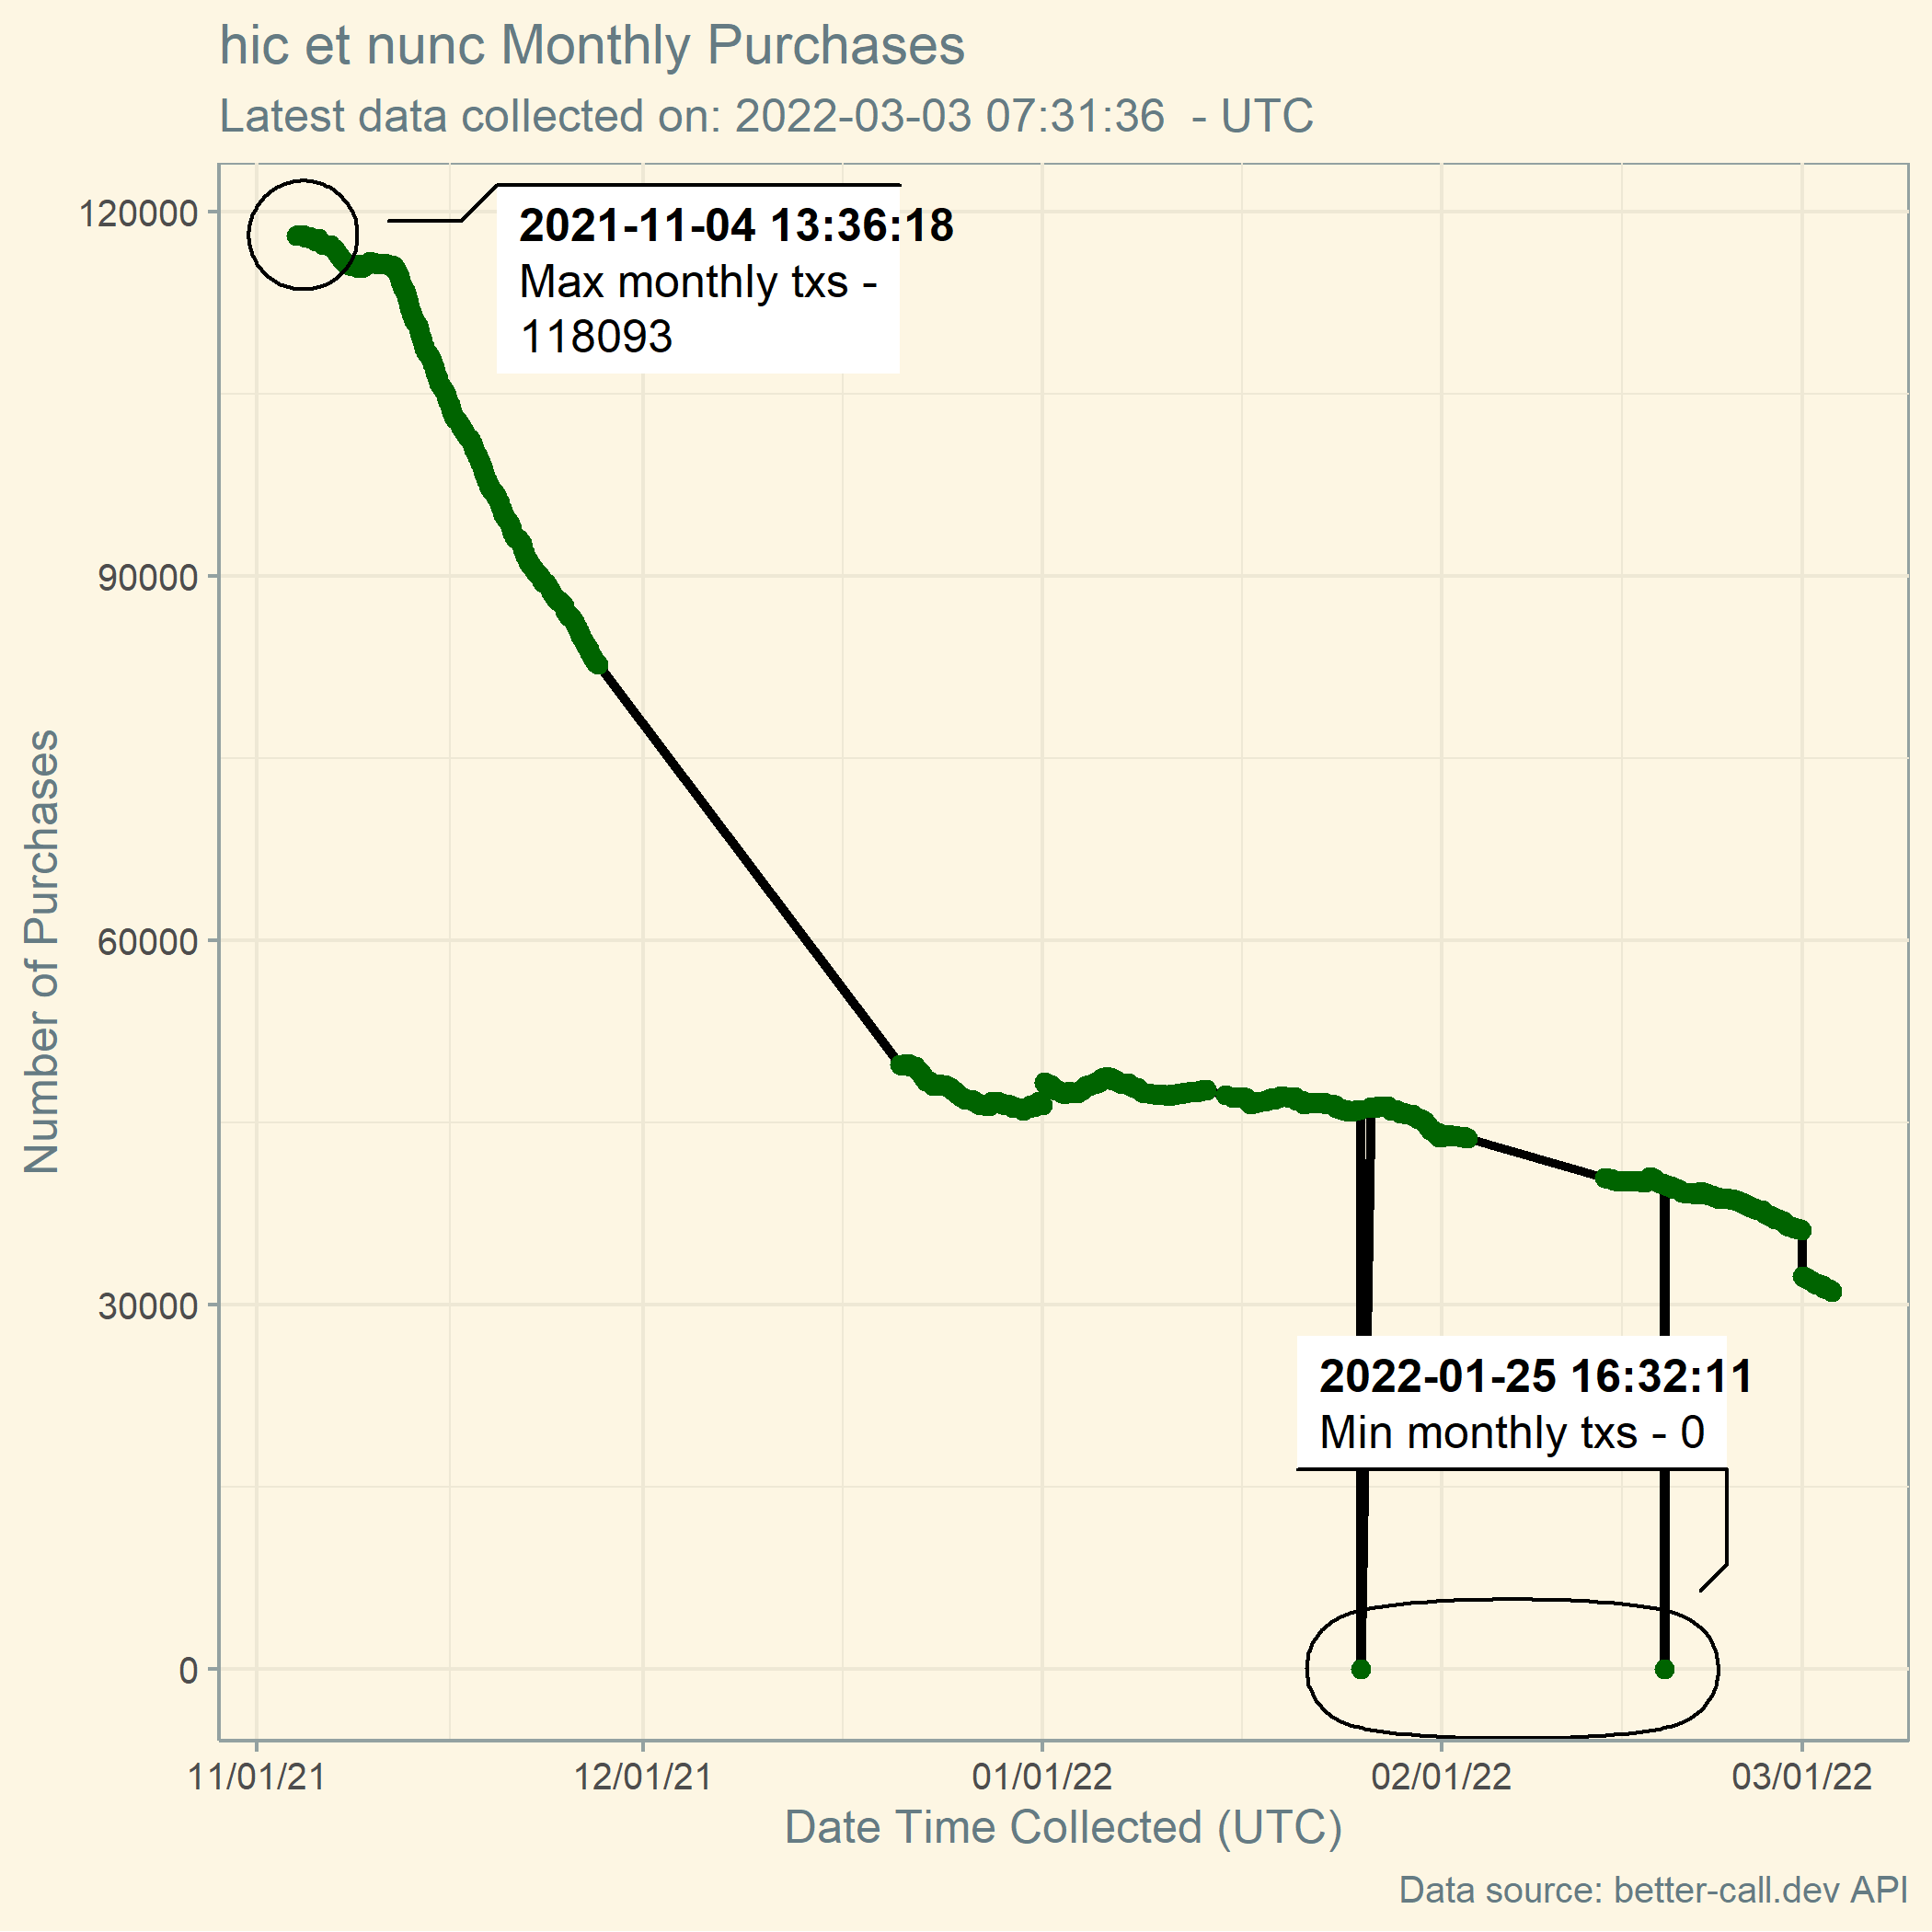 hic et nunc Monthly Purchases
Latest data collected on: 2022-03-03 07:31:36  - UTC
120000
90000
60000
30000
0
Number of Purchases
2021-11-04 13:36:18
Max monthly txs -
118093
2022-01-25 16:32:11
Min monthly txs - 0
11/01/21
12/01/21
01/01/22
02/01/22
03/01/22
Date Time Collected (UTC)
Data source: better-call.dev API